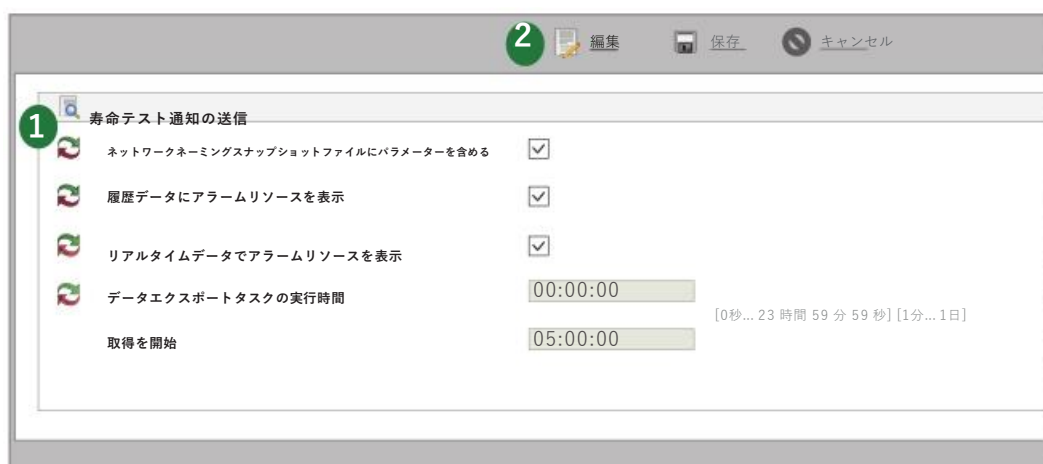 2 編集 保存 キャンセル
1 寿命テスト通知の送信
ネットワークネーミングスナップショットファイルにパラメーターを含める
履歴データにアラームリソースを表示
リアルタイムデータでアラームリソースを表示
データエクスポートタスクの実行時間 00:00:00
[0秒... 23 時間 59 分 59 秒] [1分... 1日]
取得を開始 05:00:00